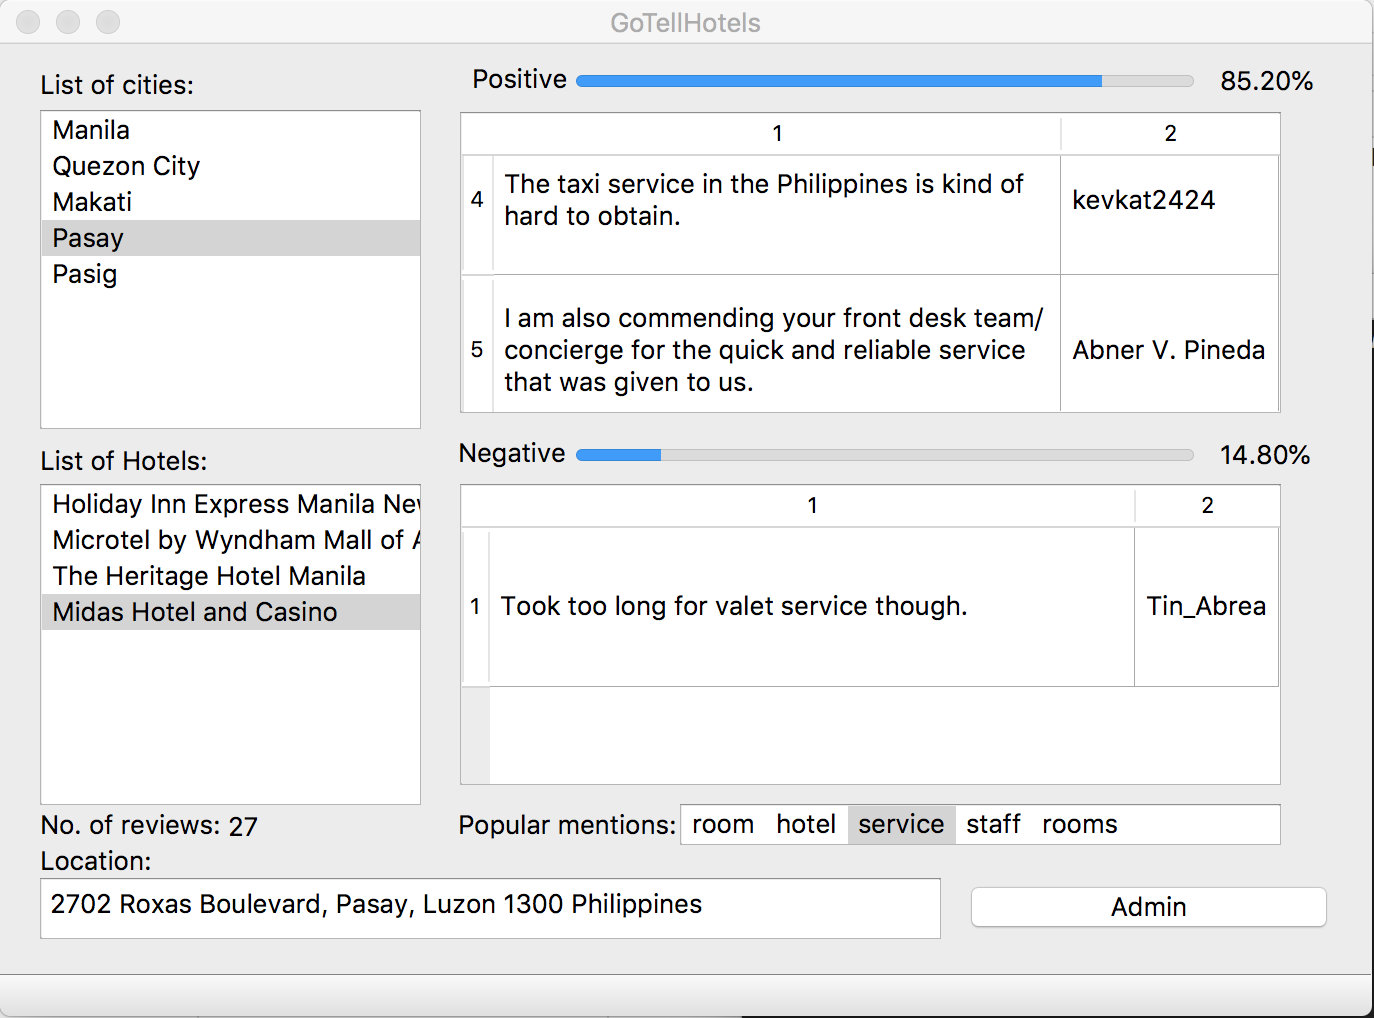 GoTellHotels
List of cities:
Manila
Quezon City
Makati
Pasay
Pasig
List of Hotels:
Holiday Inn Express Manila
Microtel by Wyndham Mall of
The Heritage Hotel Manila
Midas Hotel and Casino
No. of reviews: 27
Location:
2702 Roxas Boulevard, Pasay, Luzon 1300 Philippines
Positive 85.20%
1 2
4 The taxi service in the Philippines is kind of
hard to obtain.
kevkat2424
5 I am also commending your front desk team/
concierge for the quick and reliable service
that was given to us.
Abner V. Pineda
Negative 14.80%
1 2
1 Took too long for valet service though. Tin_Abrea
Popular mentions: room hotel service staff rooms
Admin